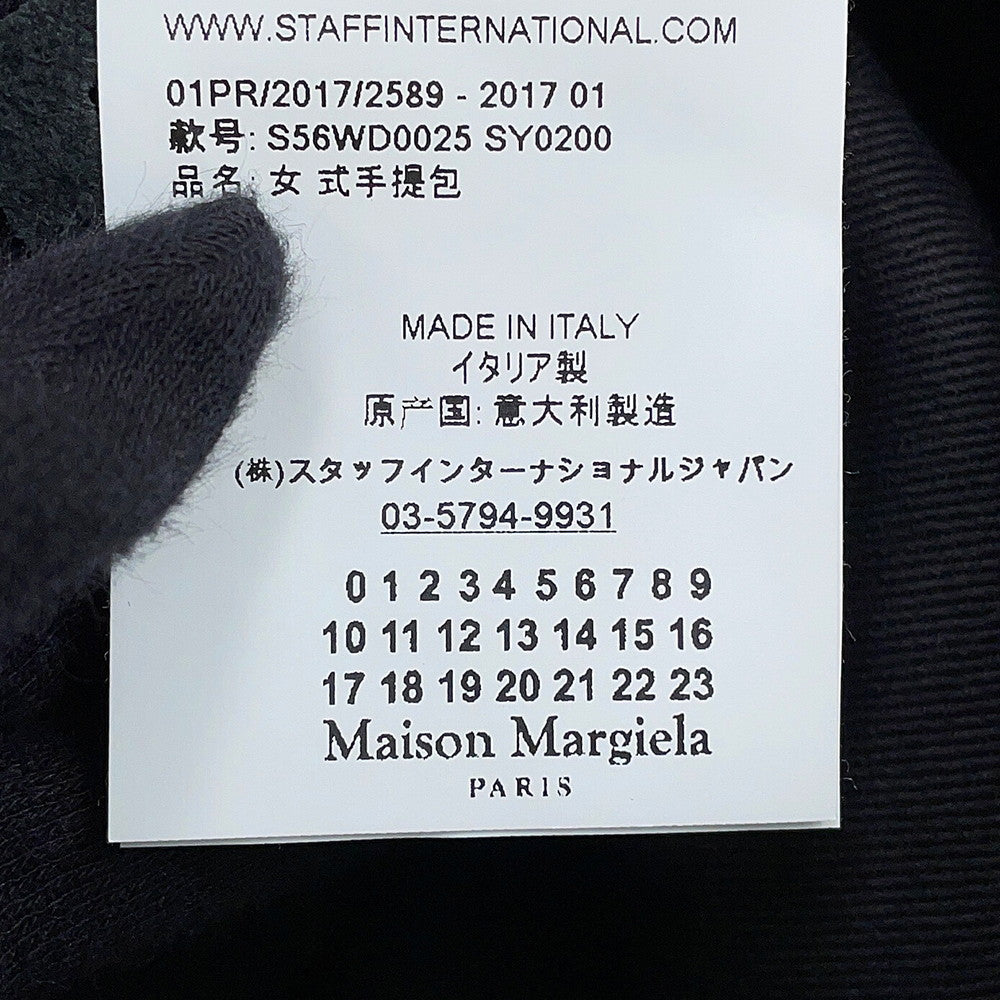 WWW.STAFFINTERNATIONAL.COM
01PR/2017/2589 - 2017 01
款号: S56WD0025 SY0200
品名: 女 式手提包
MADE IN ITALY
イタリア製
原产国: 意大利製造
(株)スタッフインターナショナルジャパン
03-5794-9931
0 1 2 3 4 5 6 7 8 9
10 11 12 13 14 15 16
17 18 19 20 21 22 23
Maison Margiela
PARIS